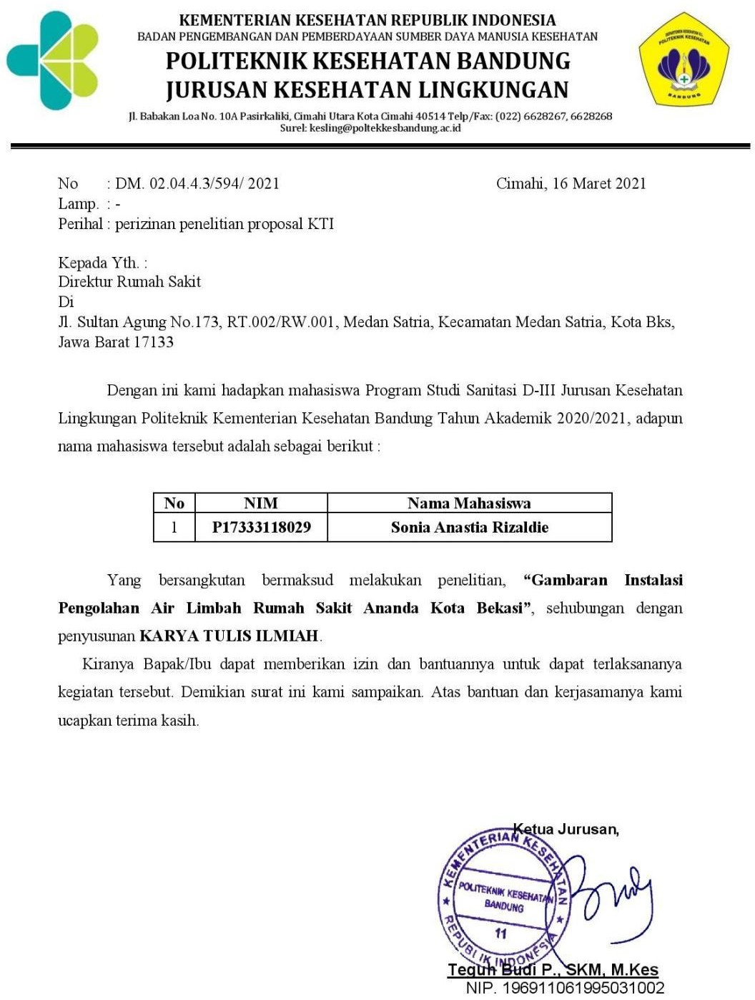 KEMENTERIAN KESEHATAN REPUBLIK INDONESIA
BADAN PENGEMBANGAN DAN PEMBERDAYAAN SUMBER DAYA MANUSIA KESEHATAN
POLITEKNIK KESEHATAN BANDUNG
JURUSAN KESEHATAN LINGKUNGAN
Jl. Babakan Loa No. 10A Pasirkaliki, Cimahi Utara Kota Cimahi 40514 Telp/Fax: (022) 6628267, 6628268
Surel: kesling@poltekkesbandung.ac.id
DEPARTEMEN KESEHATAN R.I.
POLITEKNIK KESEHATAN
BANDUNG
No : DM. 02.04.4.3/594/ 2021 Cimahi, 16 Maret 2021
Lamp. : -
Perihal : perizinan penelitian proposal KTI
Kepada Yth. :
Direktur Rumah Sakit
Di
Jl. Sultan Agung No.173, RT.002/RW.001, Medan Satria, Kecamatan Medan Satria, Kota Bks,
Jawa Barat 17133
Dengan ini kami hadapkan mahasiswa Program Studi Sanitasi D-III Jurusan Kesehatan
Lingkungan Politeknik Kementerian Kesehatan Bandung Tahun Akademik 2020/2021, adapun
nama mahasiswa tersebut adalah sebagai berikut :
No NIM Nama Mahasiswa
1 P17333118029 Sonia Anastia Rizaldie
Yang bersangkutan bermaksud melakukan penelitian, “Gambaran Instalasi
Pengolahan Air Limbah Rumah Sakit Ananda Kota Bekasi”, sehubungan dengan
penyusunan KARYA TULIS ILMIAH.
Kiranya Bapak/Ibu dapat memberikan izin dan bantuannya untuk dapat terlaksananya
kegiatan tersebut. Demikian surat ini kami sampaikan. Atas bantuan dan kerjasamanya kami
ucapkan terima kasih.
Ketua Jurusan,
KEMENTERIAN KESEHATAN
POLITEKNIK KESEHATAN
BANDUNG
11
REPUBLIK INDONESIA
Teguh Budi P., SKM, M.Kes
NIP. 196911061995031002